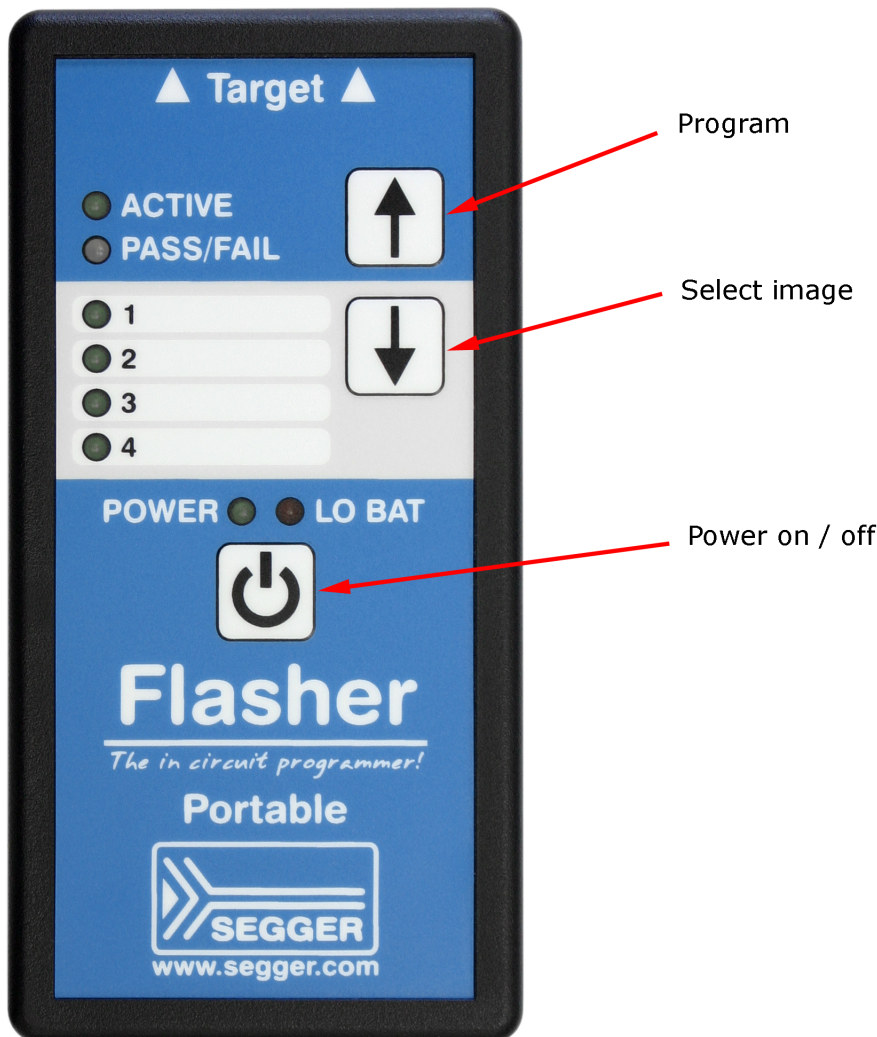 Target
Program
ACTIVE
PASS/FAIL
Select image
1
2
3
4
POWER LO BAT
Power on / off
Flasher
The in circuit programmer!
Portable
SEGGER
www.segger.com